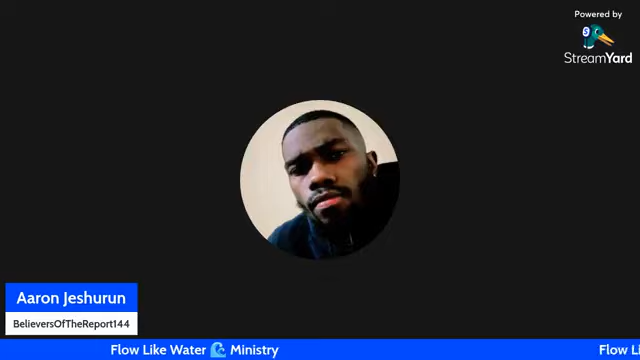 Powered by
StreamYard
Aaron Jeshurun
BelieversOfTheReport144
Flow Like Water 🌊 Ministry
Flow Li